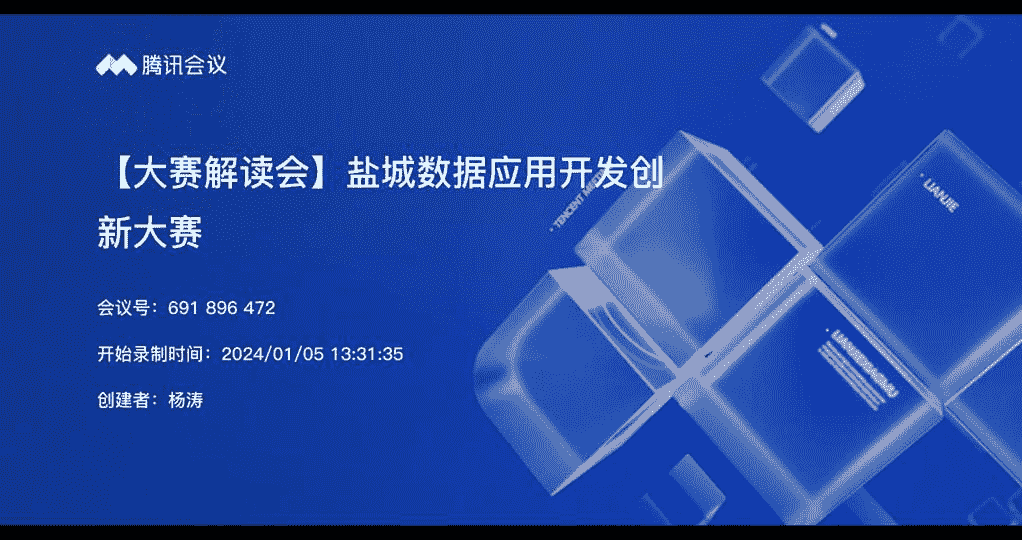 腾讯会议
【大赛解读会】盐城数据应用开发创
新大赛
会议号：691 896 472
开始录制时间：2024/01/05 13:31:35
创建者：杨涛
LIANJIE